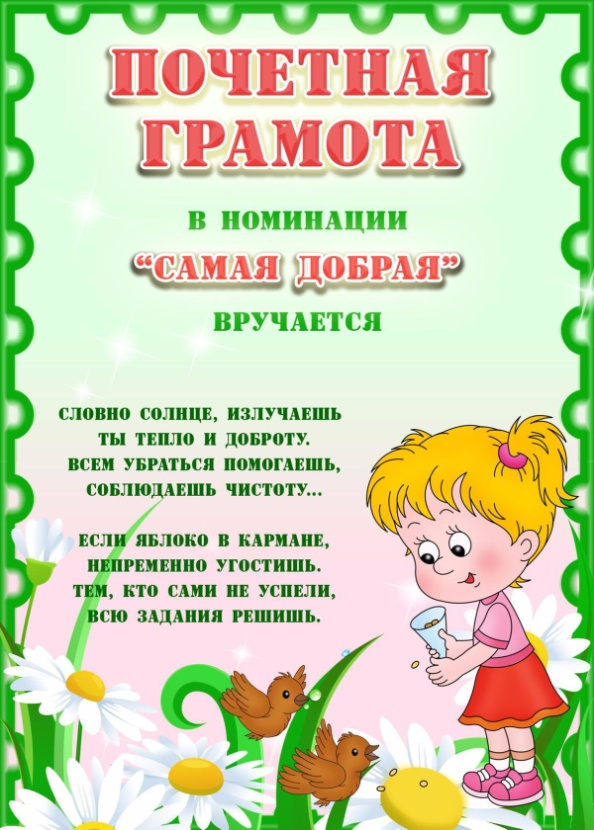 ПОЧЕТНАЯ
ГРАМОТА
В НОМИНАЦИИ
“САМАЯ ДОБРАЯ”
ВРУЧАЕТСЯ
СЛОВНО СОЛНЦЕ, ИЗЛУЧАЕШЬ
ТЫ ТЕПЛО И ДОБРОТУ.
ВСЕМ УБРАТЬСЯ ПОМОГАЕШЬ,
СОБЛЮДАЕШЬ ЧИСТОТУ...
ЕСЛИ ЯБЛОКО В КАРМАНЕ,
НЕПРЕМЕННО УГОСТИШЬ.
ТЕМ, КТО САМИ НЕ УСПЕЛИ,
ВСЮ ЗАДАНИЯ РЕШИШЬ.